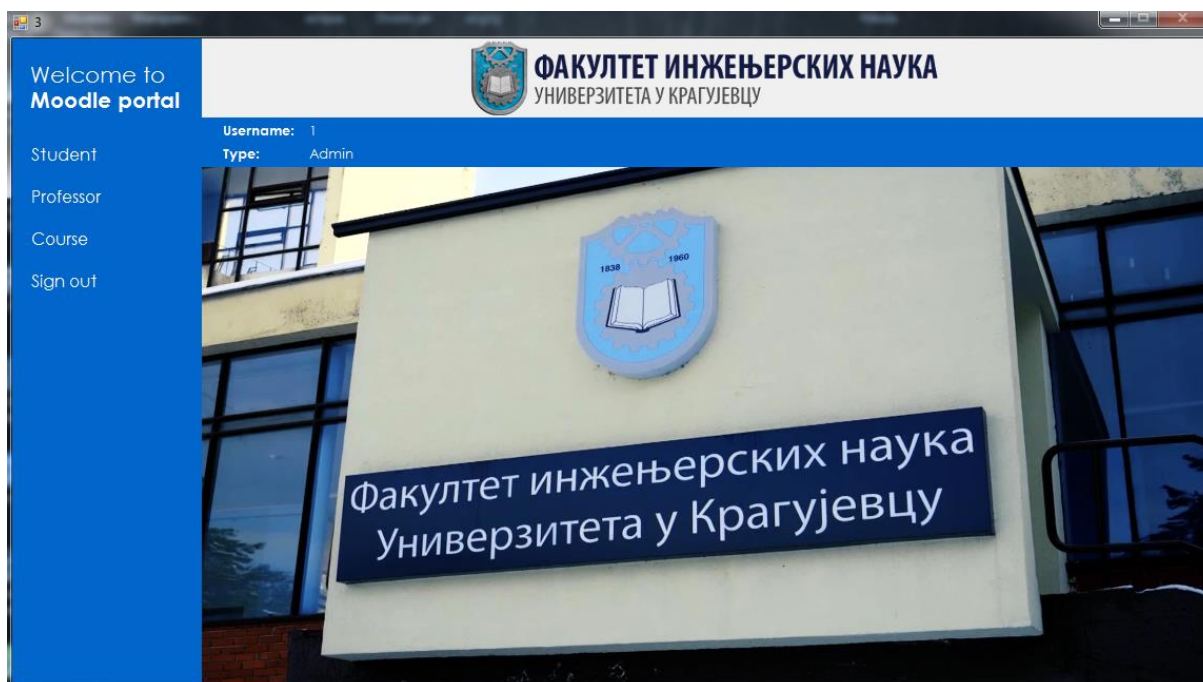 3
Welcome to
Moodle portal
Student
Professor
Course
Sign out
ФАКУЛТЕТ ИНЖЕЊЕРСКИХ НАУКА
УНИВЕРЗИТЕТА У КРАГУЈЕВЦУ
Username: 1
Type: Admin
1838 1960
Факултет инжењерских наука
Универзитета у Крагујевцу